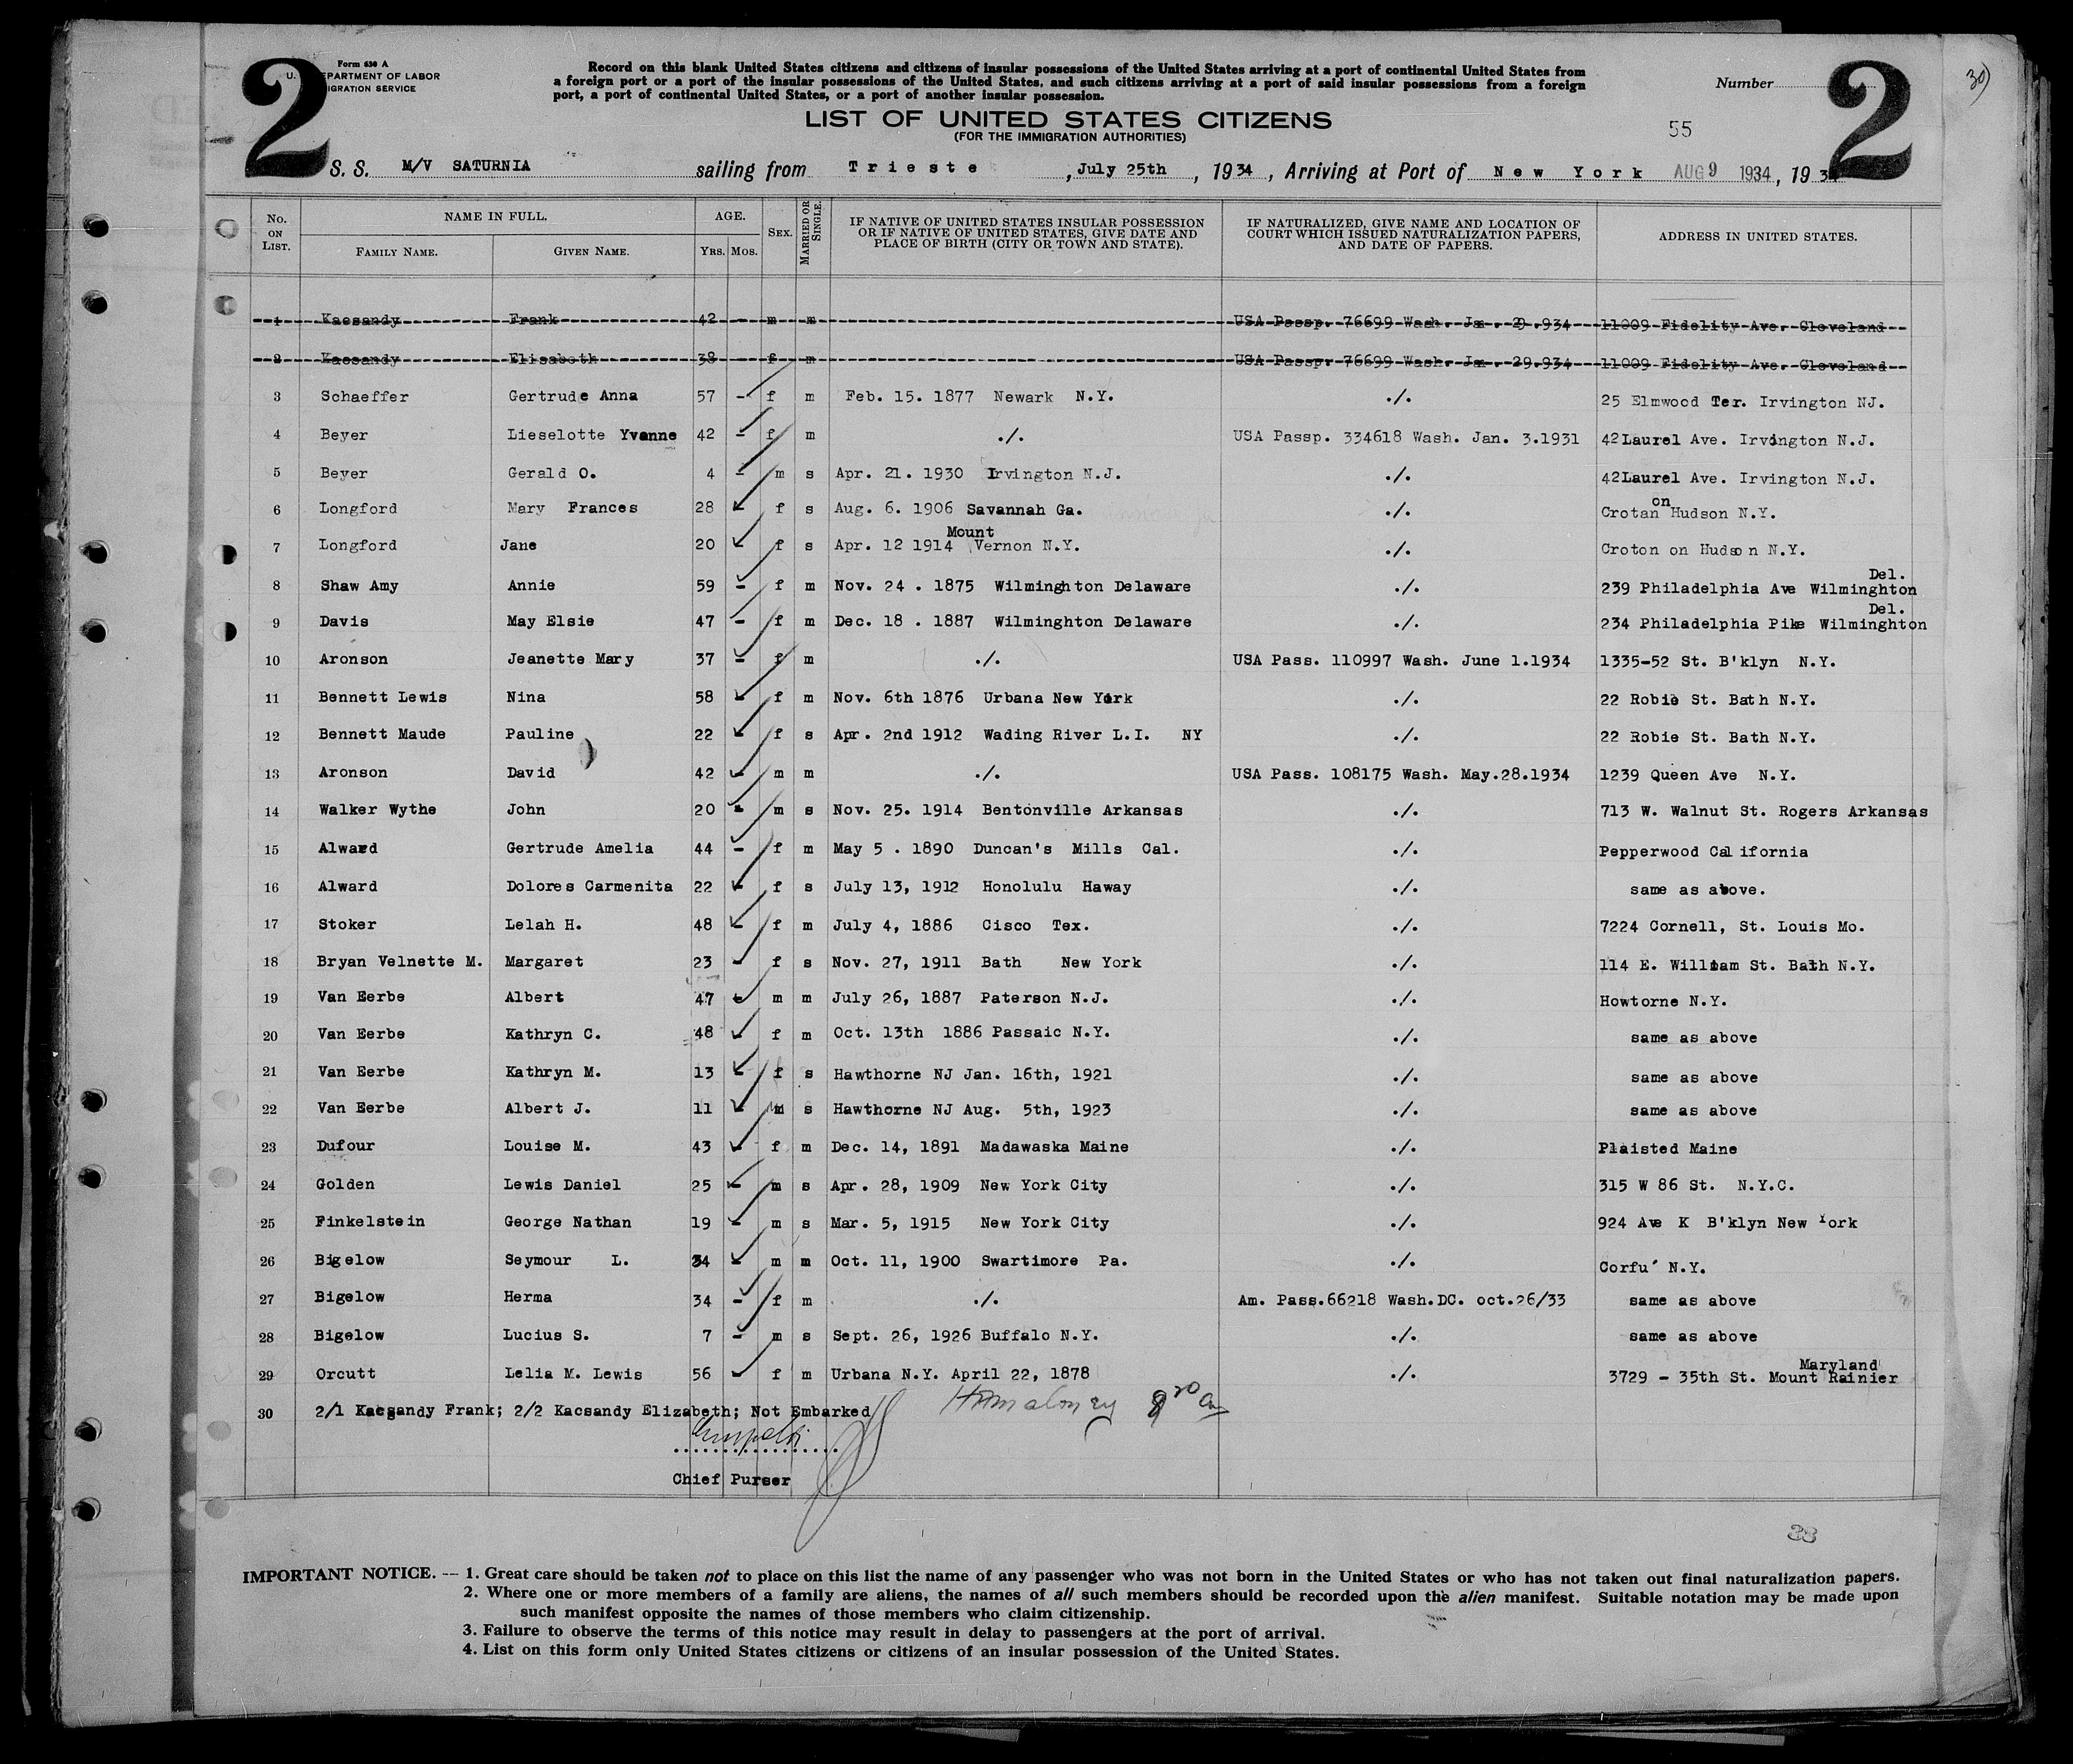 2
2
Form 630 A
U. DEPARTMENT OF LABOR
IMMIGRATION SERVICE
Record on this blank United States citizens and citizens of insular possessions of the United States arriving at a port of continental United States from
a foreign port or a port of the insular possessions of the United States, and such citizens arriving at a port of said insular possessions from a foreign
port, a port of continental United States, or a port of another insular possession.
Number
30)
LIST OF UNITED STATES CITIZENS
(FOR THE IMMIGRATION AUTHORITIES)
55
S. S. M/V SATURNIA sailing from Trieste, July 25th, 1934, Arriving at Port of New York AUG 9 1934, 1934
No. ON LIST. NAME IN FULL. FAMILY NAME. GIVEN NAME. AGE. YRS. MOS. SEX. MARRIED OR SINGLE. IF NATIVE OF UNITED STATES INSULAR POSSESSION OR IF NATIVE OF UNITED STATES, GIVE DATE AND PLACE OF BIRTH (CITY OR TOWN AND STATE). IF NATURALIZED, GIVE NAME AND LOCATION OF COURT WHICH ISSUED NATURALIZATION PAPERS, AND DATE OF PAPERS. ADDRESS IN UNITED STATES.
1 Kacsandy Frank 42 - m m USA Passp. 76699 Wash. Jan. 29.934 11009 Fidelity Ave. Cleveland
2 Kacsandy Elisabeth 38 - f m USA Passp. 76699 Wash. Jan. 29.934 11009 Fidelity Ave. Cleveland
3 Schaeffer Gertrude Anna 57 - f m Feb. 15. 1877 Newark N.Y. ./. 25 Elmwood Ter. Irvington NJ.
4 Beyer Lieselotte Yvanne 42 - f m ./. USA Passp. 334618 Wash. Jan. 3.1931 42 Laurel Ave. Irvington N.J.
5 Beyer Gerald O. 4 - m s Apr. 21. 1930 Irvington N.J. ./. 42 Laurel Ave. Irvington N.J.
6 Longford Mary Frances 28 - f s Aug. 6. 1906 Savannah Ga. ./. Crotan on Hudson N.Y.
7 Longford Jane 20 - f s Apr. 12 1914 Mount Vernon N.Y. ./. Croton on Hudson N.Y.
8 Shaw Amy Annie 59 - f m Nov. 24 . 1875 Wilminghton Delaware ./. 239 Philadelphia Ave Wilminghton Del.
9 Davis May Elsie 47 - f m Dec. 18 . 1887 Wilminghton Delaware ./. 234 Philadelphia Pike Wilminghton Del.
10 Aronson Jeanette Mary 37 - f m ./. USA Pass. 110997 Wash. June 1.1934 1335-52 St. B'klyn N.Y.
11 Bennett Lewis Nina 58 - f m Nov. 6th 1876 Urbana New York ./. 22 Robie St. Bath N.Y.
12 Bennett Maude Pauline 22 - f s Apr. 2nd 1912 Wading River L.I. NY ./. 22 Robie St. Bath N.Y.
13 Aronson David 42 - m m ./. USA Pass. 108175 Wash. May.28.1934 1239 Queen Ave N.Y.
14 Walker Wythe John 20 - m s Nov. 25. 1914 Bentonville Arkansas ./. 713 W. Walnut St. Rogers Arkansas
15 Alward Gertrude Amelia 44 - f m May 5 . 1890 Duncan's Mills Cal. ./. Pepperwood California
16 Alward Dolores Carmenita 22 - f s July 13, 1912 Honolulu Haway ./. same as above.
17 Stoker Lelah H. 48 - f m July 4, 1886 Cisco Tex. ./. 7224 Cornell, St. Louis Mo.
18 Bryan Velnette M. Margaret 23 - f s Nov. 27, 1911 Bath New York ./. 114 E. William St. Bath N.Y.
19 Van Eerbe Albert 47 - m m July 26, 1887 Paterson N.J. ./. Howtorne N.Y.
20 Van Eerbe Kathryn C. 48 f m Oct. 13th 1886 Passaic N.Y. ./. same as above
21 Van Eerbe Kathryn M. 13 - f s Hawthorne NJ Jan. 16th, 1921 ./. same as above
22 Van Eerbe Albert J. 11 - m s Hawthorne NJ Aug. 5th, 1923 ./. same as above
23 Dufour Louise M. 43 - f m Dec. 14, 1891 Madawaska Maine ./. Plaisted Maine
24 Golden Lewis Daniel 25 - m s Apr. 28, 1909 New York City ./. 315 W 86 St. N.Y.C.
25 Finkelstein George Nathan 19 - m s Mar. 5, 1915 New York City ./. 924 Ave K B'klyn New York
26 Bigelow Seymour L. 34 - m m Oct. 11, 1900 Swartimore Pa. ./. Corfu' N.Y.
27 Bigelow Herma 34 - f m ./. Am. Pass.66218 Wash.DC. oct.26/33 same as above
28 Bigelow Lucius S. 7 - m s Sept. 26, 1926 Buffalo N.Y. ./. same as above
29 Orcutt Lelia M. Lewis 56 - f m Urbana N.Y. April 22, 1878 ./. 3729 - 35th St. Mount Rainier Maryland
30 2/1 Kacsandy Frank; 2/2 Kacsandy Elizabeth; Not Embarked
Chief Purser
38
IMPORTANT NOTICE. -- 1. Great care should be taken not to place on this list the name of any passenger who was not born in the United States or who has not taken out final naturalization papers.
2. Where one or more members of a family are aliens, the names of all such members should be recorded upon the alien manifest. Suitable notation may be made upon
such manifest opposite the names of those members who claim citizenship.
3. Failure to observe the terms of this notice may result in delay to passengers at the port of arrival.
4. List on this form only United States citizens or citizens of an insular possession of the United States.